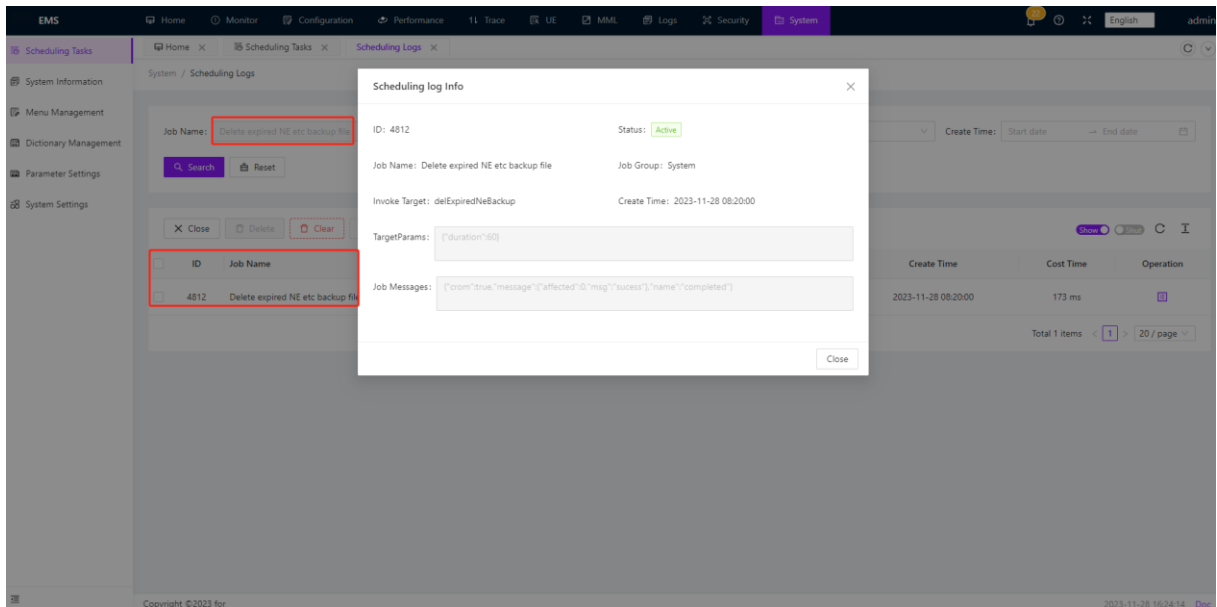 EMS Home Monitor Configuration Performance Trace UE MML Logs Security System 22 English admin
Scheduling Tasks Home Scheduling Tasks Scheduling Logs
System Information
Menu Management
Dictionary Management
Parameter Settings
System Settings
System / Scheduling Logs
Job Name: Delete expired NE etc backup file Create Time: Start date → End date
Search Reset
Close Delete Clear Show
ID Job Name Create Time Cost Time Operation
4812 Delete expired NE etc backup file 2023-11-28 08:20:00 173 ms
Total 1 items < 1 > 20 / page
Scheduling log Info
ID: 4812 Status: Active
Job Name: Delete expired NE etc backup file Job Group: System
Invoke Target: delExpiredNeBackup Create Time: 2023-11-28 08:20:00
TargetParams: {"duration":60}
Job Messages: {"crom":true,"message":{"affected":0,"msg":"sucess"},"name":"completed"}
Close
Copyright ©2023 for 2023-11-28 16:24:14 Doc